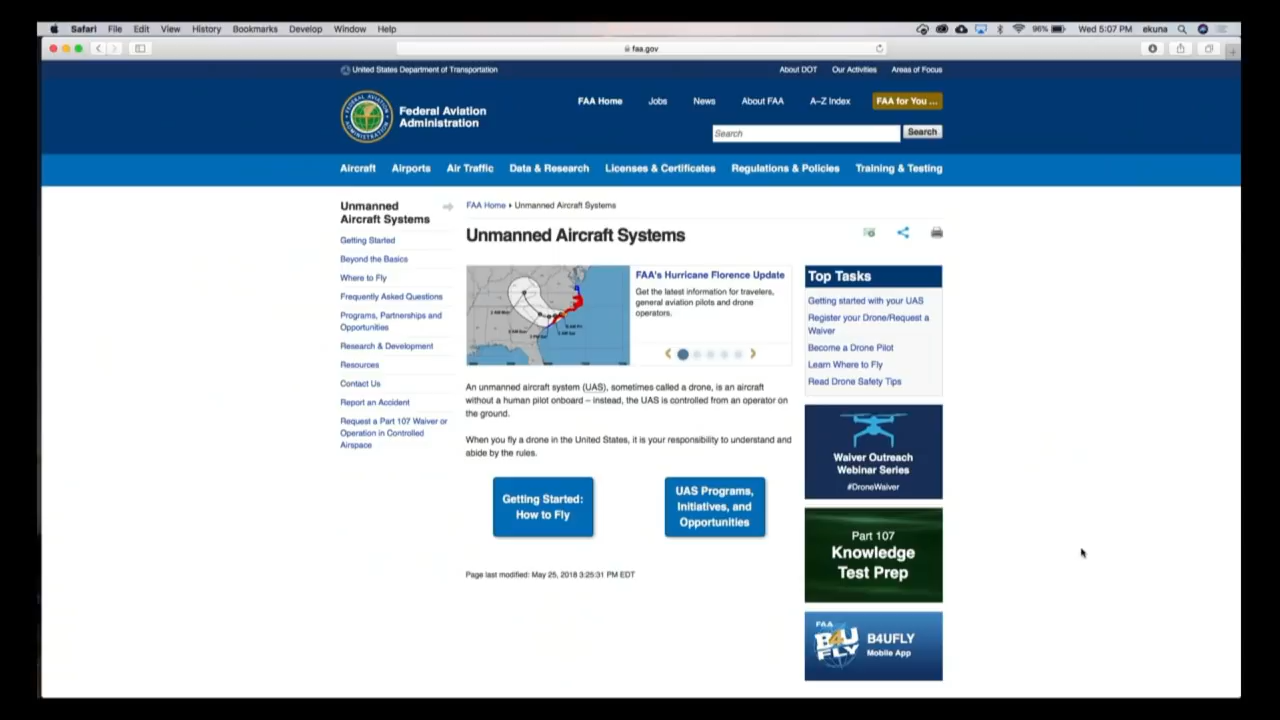 Safari File Edit View History Bookmarks Develop Window Help
96% Wed 5:07 PM ekuna
faa.gov
United States Department of Transportation
About DOT Our Activities Areas of Focus
Federal Aviation
Administration
FAA Home Jobs News About FAA A–Z Index FAA for You ...
Search Search
Aircraft Airports Air Traffic Data & Research Licenses & Certificates Regulations & Policies Training & Testing
Unmanned
Aircraft Systems
Getting Started
Beyond the Basics
Where to Fly
Frequently Asked Questions
Programs, Partnerships and
Opportunities
Research & Development
Resources
Contact Us
Report an Accident
Request a Part 107 Waiver or
Operation in Controlled
Airspace
FAA Home ▸ Unmanned Aircraft Systems
Unmanned Aircraft Systems
FAA's Hurricane Florence Update
Get the latest information for travelers,
general aviation pilots and drone
operators.
An unmanned aircraft system (UAS), sometimes called a drone, is an aircraft
without a human pilot onboard – instead, the UAS is controlled from an operator on
the ground.
When you fly a drone in the United States, it is your responsibility to understand and
abide by the rules.
Getting Started:
How to Fly
UAS Programs,
Initiatives, and
Opportunities
Page last modified: May 25, 2018 3:25:31 PM EDT
Top Tasks
Getting started with your UAS
Register your Drone/Request a
Waiver
Become a Drone Pilot
Learn Where to Fly
Read Drone Safety Tips
Waiver Outreach
Webinar Series
#DroneWaiver
Part 107
Knowledge
Test Prep
FAA
B4U
FLY
B4UFLY
Mobile App